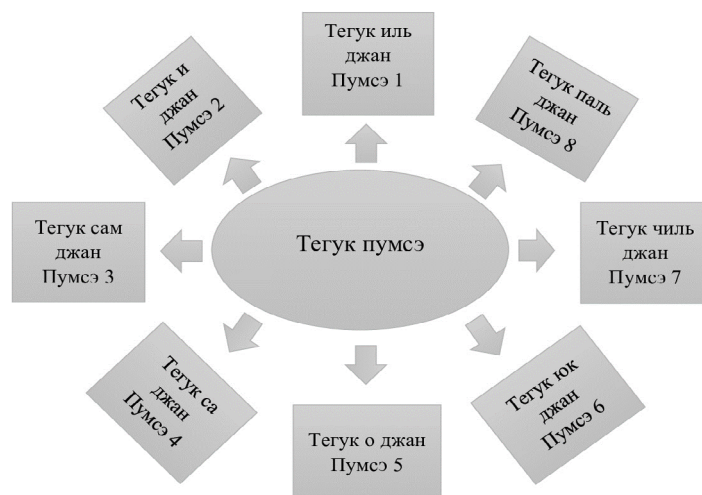 Тегук иль
джан
Пумсэ 1
Тегук и
джан
Пумсэ 2
Тегук паль
джан
Пумсэ 8
Тегук сам
джан
Пумсэ 3
Тегук пумсэ
Тегук чиль
джан
Пумсэ 7
Тегук са
джан
Пумсэ 4
Тегук о джан
Пумсэ 5
Тегук юк
джан
Пумсэ 6